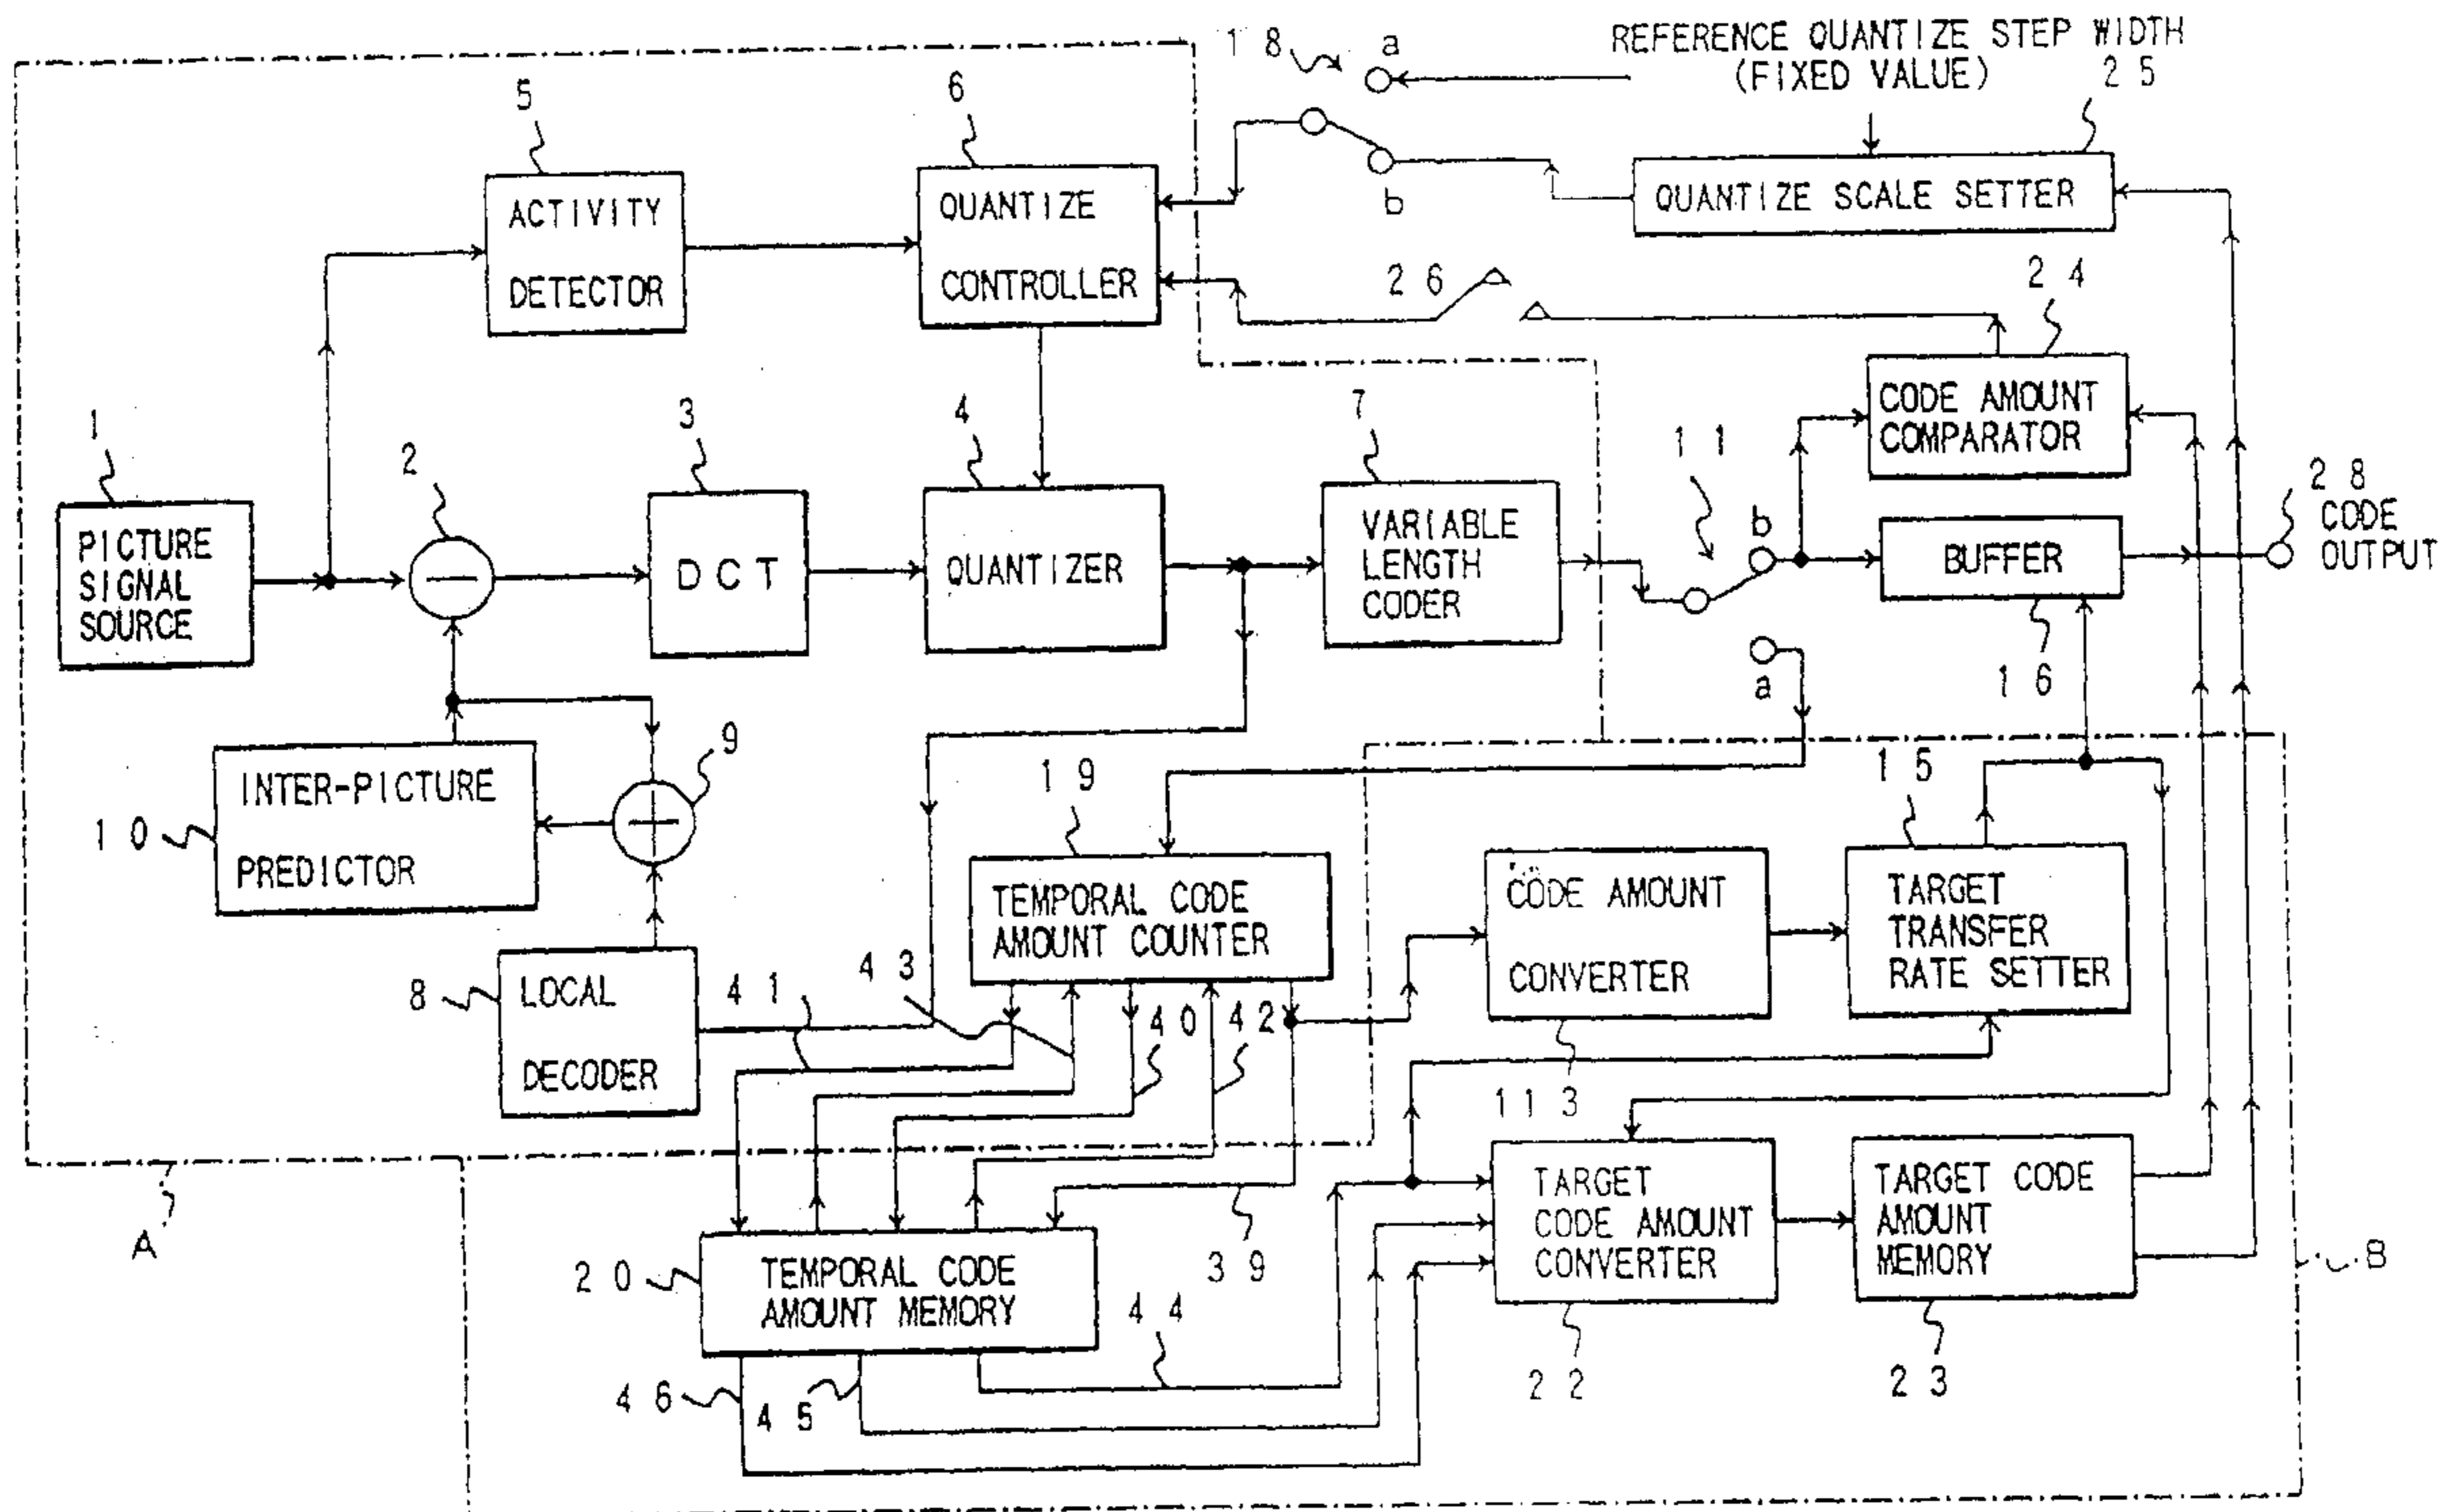 18
a
REFERENCE QUANTIZE STEP WIDTH
(FIXED VALUE)
25
5
6
b
ACTIVITY
DETECTOR
QUANTIZE
CONTROLLER
QUANTIZE SCALE SETTER
26
24
1
2
3
4
7
11
CODE AMOUNT
COMPARATOR
28
CODE
OUTPUT
PICTURE
SIGNAL
SOURCE
DCT
QUANTIZER
VARIABLE
LENGTH
CODER
b
BUFFER
a
16
9
10
INTER-PICTURE
PREDICTOR
19
15
TEMPORAL CODE
AMOUNT COUNTER
CODE AMOUNT
CONVERTER
TARGET
TRANSFER
RATE SETTER
8
LOCAL
DECODER
41
43
40
42
113
A
20
TEMPORAL CODE
AMOUNT MEMORY
39
TARGET
CODE AMOUNT
CONVERTER
TARGET CODE
AMOUNT
MEMORY
B
46
45
44
22
23